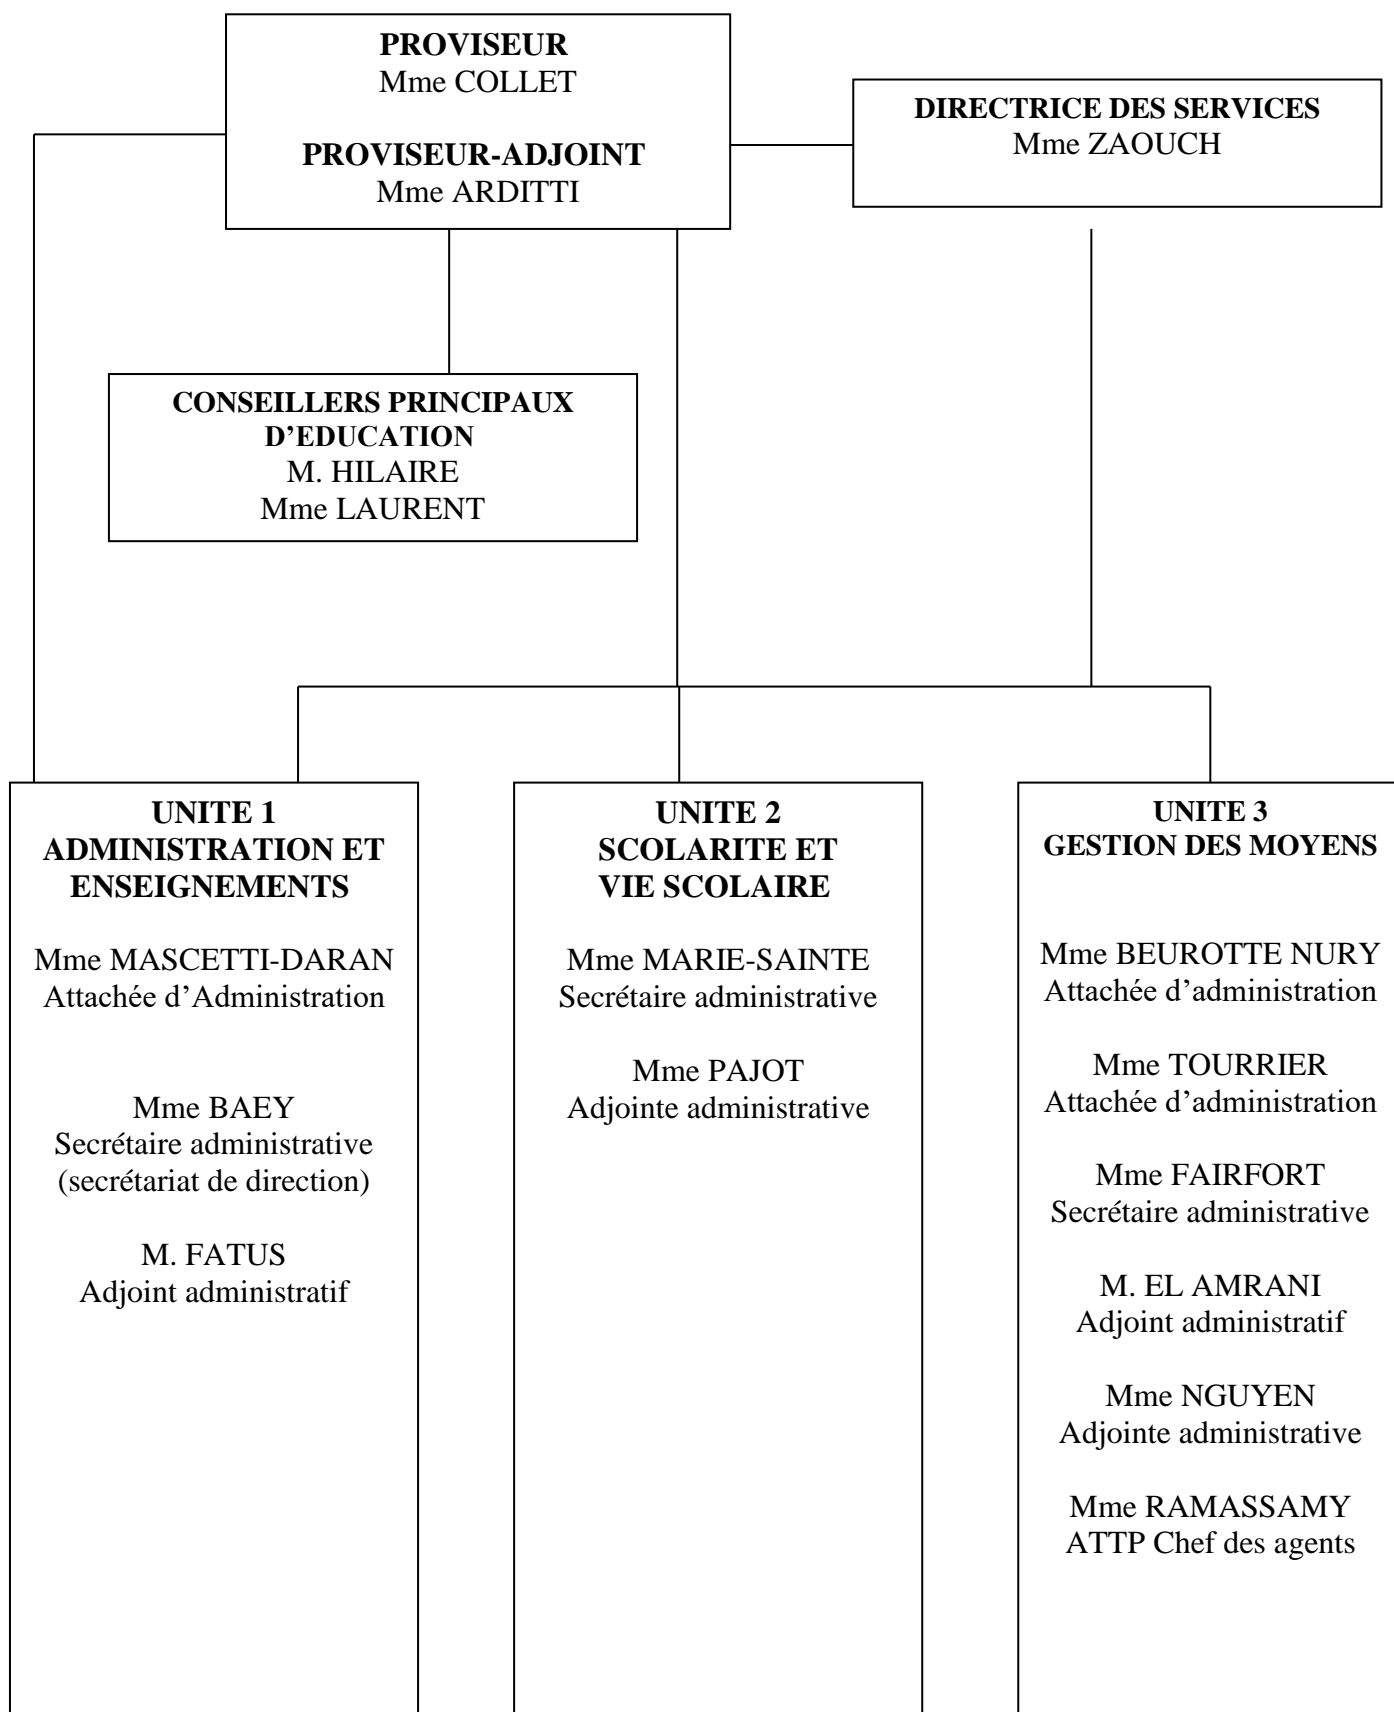 PROVISEUR
Mme COLLET
PROVISEUR-ADJOINT
Mme ARDITTI
DIRECTRICE DES SERVICES
Mme ZAOUCH
CONSEILLERS PRINCIPAUX
D’EDUCATION
M. HILAIRE
Mme LAURENT
UNITE 1
ADMINISTRATION ET
ENSEIGNEMENTS
Mme MASCETTI-DARAN
Attachée d’Administration
Mme BAEY
Secrétaire administrative
(secrétariat de direction)
M. FATUS
Adjoint administratif
UNITE 2
SCOLARITE ET
VIE SCOLAIRE
Mme MARIE-SAINTE
Secrétaire administrative
Mme PAJOT
Adjointe administrative
UNITE 3
GESTION DES MOYENS
Mme BEUROTTE NURY
Attachée d’administration
Mme TOURRIER
Attachée d’administration
Mme FAIRFORT
Secrétaire administrative
M. EL AMRANI
Adjoint administratif
Mme NGUYEN
Adjointe administrative
Mme RAMASSAMY
ATTP Chef des agents